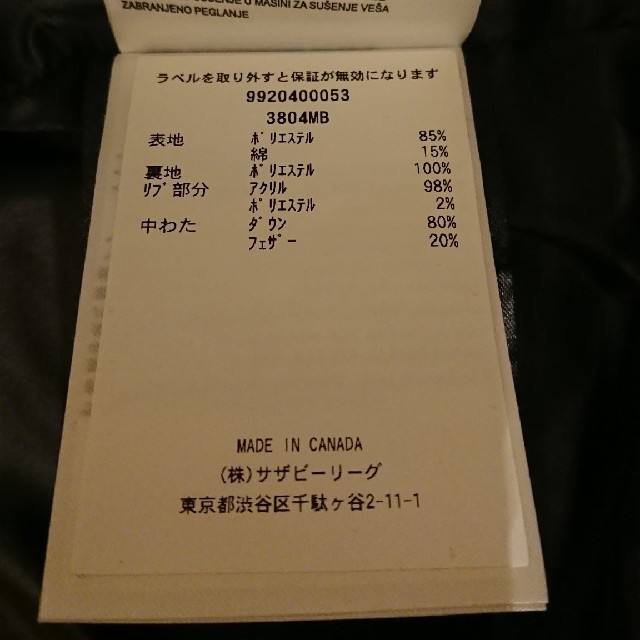 U MAŠINI ZA SUŠENJE VEŠA
ZABRANJENO PEGLANJE
ラベルを取り外すと保証が無効になります
9920400053
3804MB
表地 ポリエステル 85%
綿 15%
裏地 ポリエステル 100%
リブ部分 アクリル 98%
ポリエステル 2%
中わた ダウン 80%
フェザー 20%
MADE IN CANADA
(株)サザビーリーグ
東京都渋谷区千駄ヶ谷2-11-1